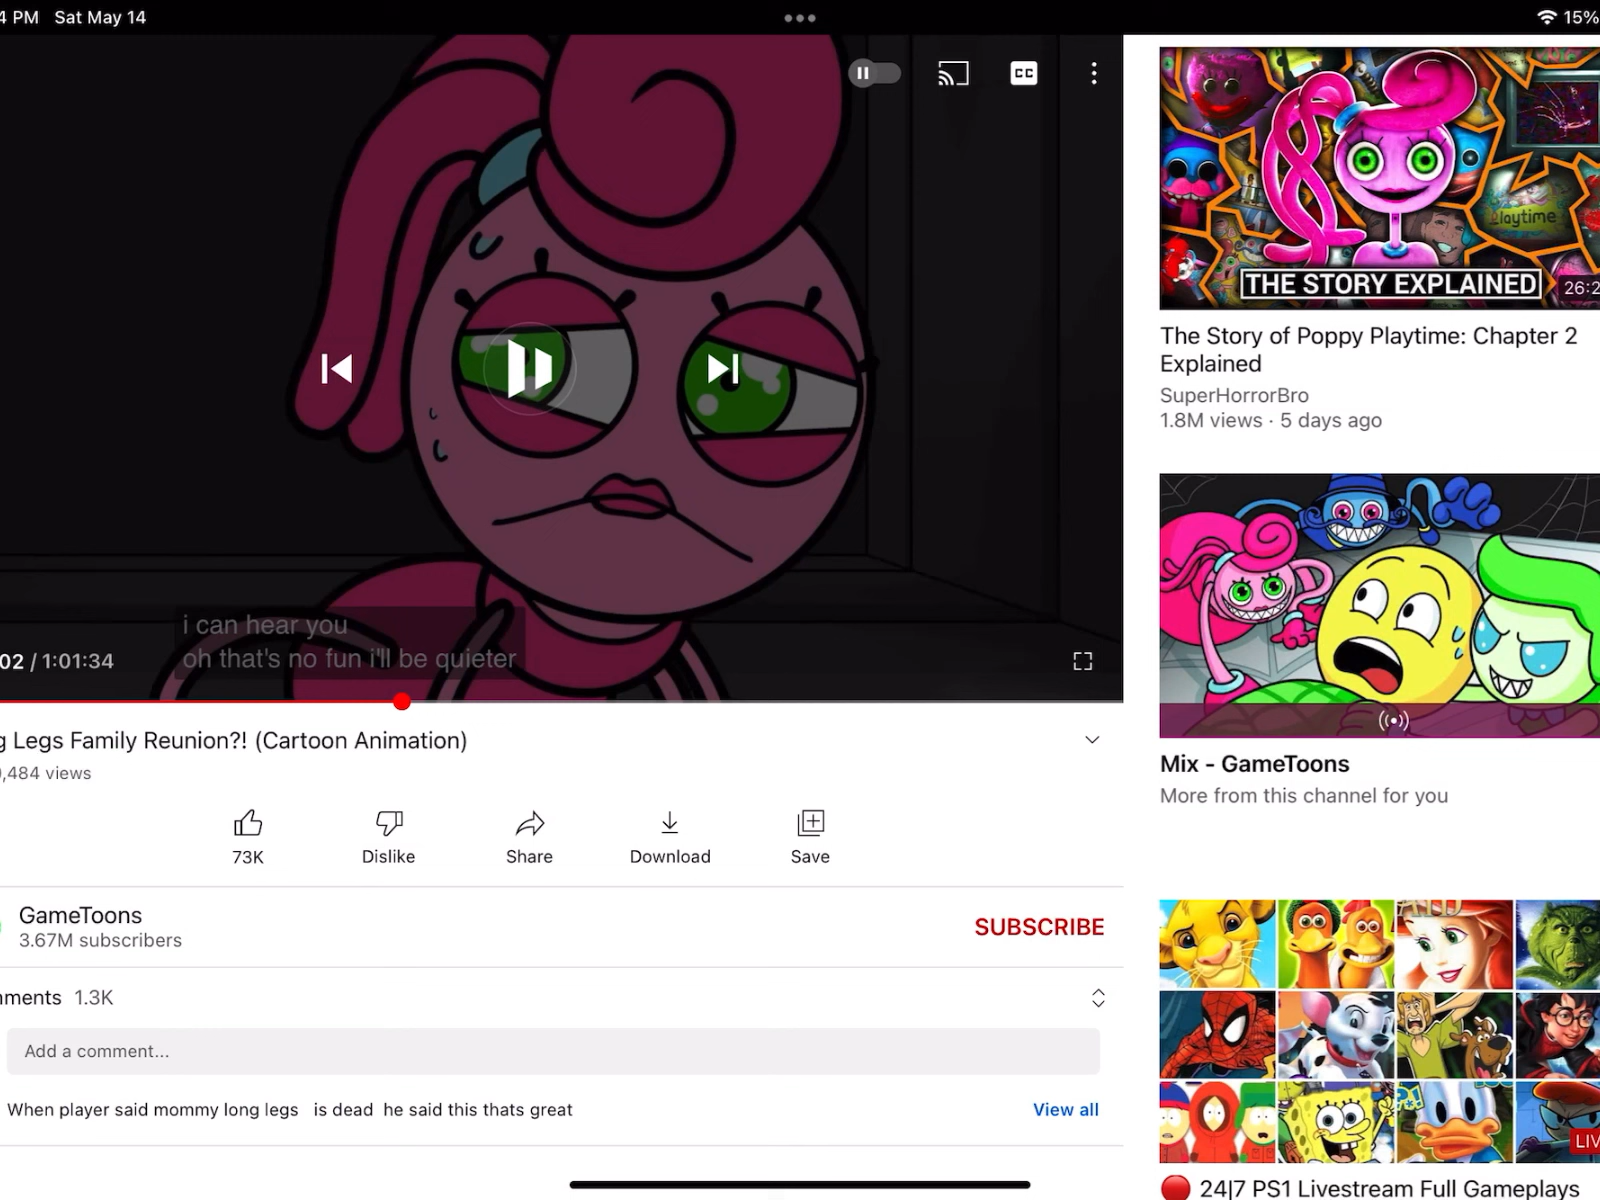 4 PM Sat May 14
15%
CC
i can hear you
oh that's no fun i'll be quieter
02 / 1:01:34
g Legs Family Reunion?! (Cartoon Animation)
,484 views
73K
Dislike
Share
Download
Save
GameToons
3.67M subscribers
SUBSCRIBE
mments 1.3K
Add a comment...
When player said mommy long legs is dead he said this thats great
View all
playtime
THE STORY EXPLAINED
26:2
The Story of Poppy Playtime: Chapter 2
Explained
SuperHorrorBro
1.8M views · 5 days ago
Mix - GameToons
More from this channel for you
LIV
24|7 PS1 Livestream Full Gameplays